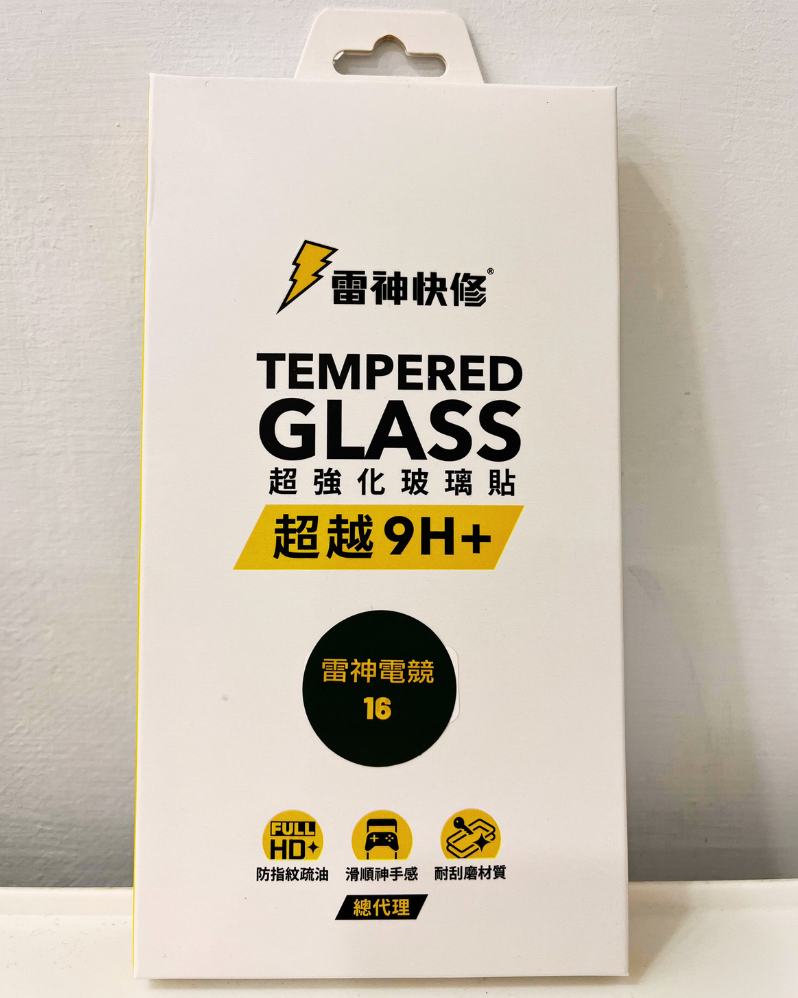 雷神快修®
TEMPERED
GLASS
超強化玻璃貼
超越9H+
雷神電競
16
FULL
HD+
防指紋疏油 滑順神手感 耐刮磨材質
總代理